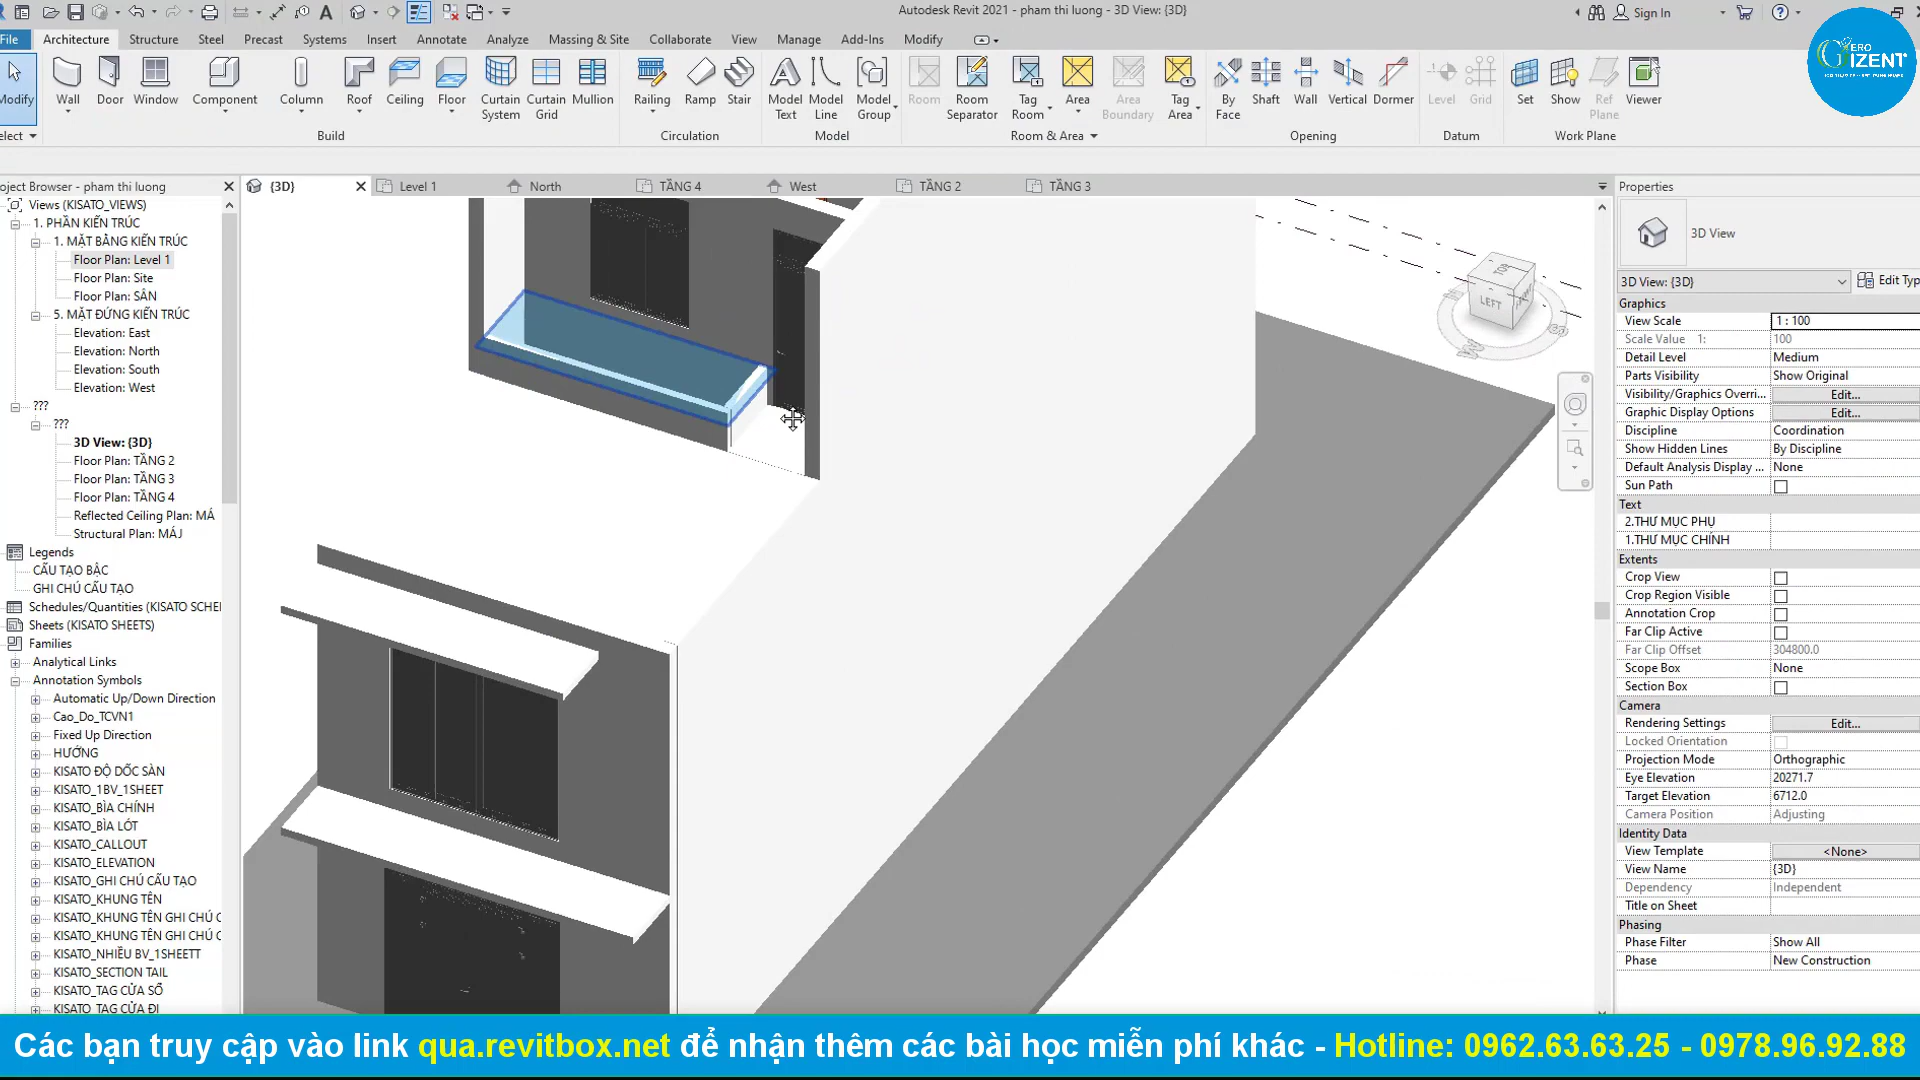 Autodesk Revit 2021 - pham thi luong - 3D View: {3D}
Sign In
File
Architecture
Structure
Steel
Precast
Systems
Insert
Annotate
Analyze
Massing & Site
Collaborate
View
Manage
Add-Ins
Modify
Modify
Wall
Door
Window
Component
Column
Roof
Ceiling
Floor
Curtain System
Curtain Grid
Mullion
Railing
Ramp
Stair
Model Text
Model Line
Model Group
Room
Room Separator
Tag Room
Area
Area Boundary
Tag Area
By Face
Shaft
Wall
Vertical
Dormer
Level
Grid
Set
Show
Ref Plane
Viewer
elect
Build
Circulation
Model
Room & Area
Opening
Datum
Work Plane
oject Browser - pham thi luong
{3D}
Level 1
North
TẦNG 4
West
TẦNG 2
TẦNG 3
Properties
Views (KISATO_VIEWS)
1. PHẦN KIẾN TRÚC
1. MẶT BẰNG KIẾN TRÚC
Floor Plan: Level 1
Floor Plan: Site
Floor Plan: SÂN
5. MẶT ĐỨNG KIẾN TRÚC
Elevation: East
Elevation: North
Elevation: South
Elevation: West
???
???
3D View: {3D}
Floor Plan: TẦNG 2
Floor Plan: TẦNG 3
Floor Plan: TẦNG 4
Reflected Ceiling Plan: MÁ
Structural Plan: MÁJ
Legends
CẤU TẠO BẬC
GHI CHÚ CẤU TẠO
Schedules/Quantities (KISATO SCHEI
Sheets (KISATO SHEETS)
Families
Analytical Links
Annotation Symbols
Automatic Up/Down Direction
Cao_Do_TCVN1
Fixed Up Direction
HƯỚNG
KISATO ĐỘ DỐC SÀN
KISATO_1BV_1SHEET
KISATO_BÌA CHÍNH
KISATO_BÌA LÓT
KISATO_CALLOUT
KISATO_ELEVATION
KISATO_GHI CHÚ CẤU TẠO
KISATO_KHUNG TÊN
KISATO_KHUNG TÊN GHI CHÚ C
KISATO_KHUNG TÊN GHI CHÚ C
KISATO_NHIỀU BV_1SHEETT
KISATO_SECTION TAIL
KISATO_TAG CỬA SỔ
KISATO_TAG CỬA ĐI
TOP
LEFT
3D View
3D View: {3D}
Edit Typ
Graphics
View Scale 1 : 100
Scale Value 1: 100
Detail Level Medium
Parts Visibility Show Original
Visibility/Graphics Overri... Edit...
Graphic Display Options Edit...
Discipline Coordination
Show Hidden Lines By Discipline
Default Analysis Display ... None
Sun Path
Text
2.THƯ MỤC PHỤ
1.THƯ MỤC CHÍNH
Extents
Crop View
Crop Region Visible
Annotation Crop
Far Clip Active
Far Clip Offset 304800.0
Scope Box None
Section Box
Camera
Rendering Settings Edit...
Locked Orientation
Projection Mode Orthographic
Eye Elevation 20271.7
Target Elevation 6712.0
Camera Position Adjusting
Identity Data
View Template <None>
View Name {3D}
Dependency Independent
Title on Sheet
Phasing
Phase Filter Show All
Phase New Construction
Các bạn truy cập vào link qua.revitbox.net để nhận thêm các bài học miễn phí khác - Hotline: 0962.63.63.25 - 0978.96.92.88